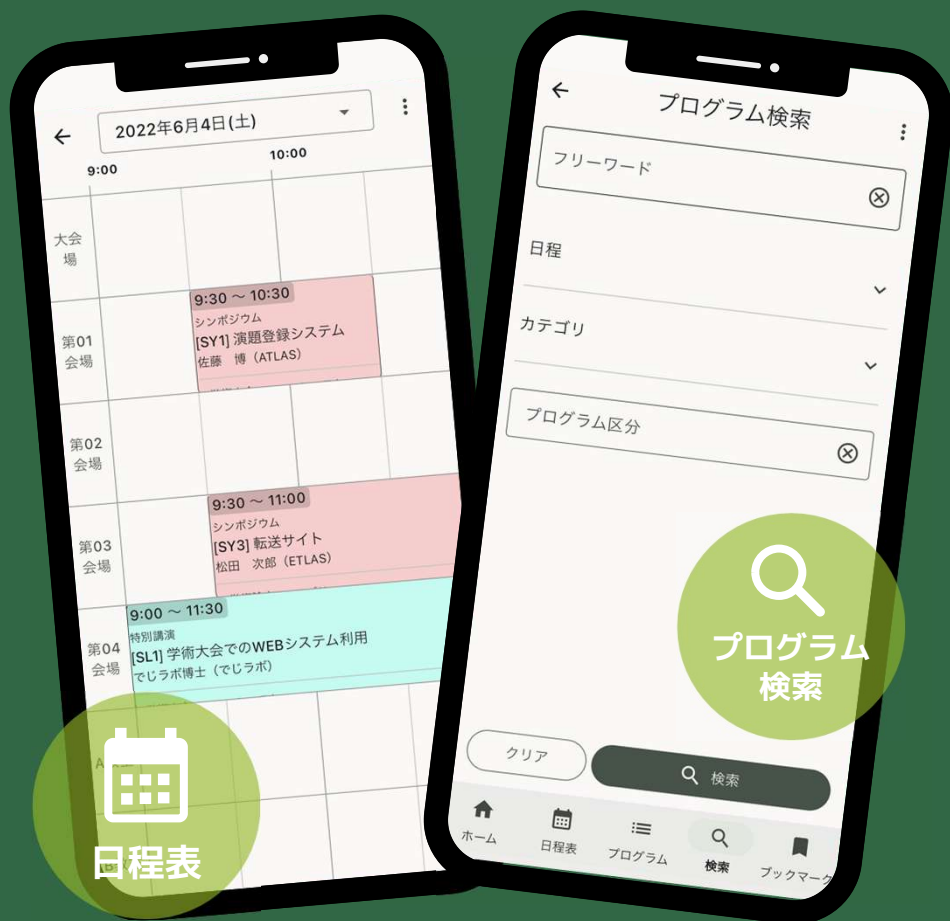 2022年6月4日(土)
9:00
10:00
大会
場
第01
会場
9:30 ～ 10:30
シンポジウム
[SY1] 演題登録システム
佐藤 博（ATLAS）
第02
会場
第03
会場
9:30 ～ 11:00
シンポジウム
[SY3] 転送サイト
松田 次郎（ETLAS）
第04
会場
9:00 ～ 11:30
特別講演
[SL1] 学術大会でのWEBシステム利用
でじラボ博士（でじラボ）
日程表
プログラム検索
フリーワード
日程
カテゴリ
プログラム区分
プログラム
検索
クリア
検索
ホーム
日程表
プログラム
検索
ブックマーク